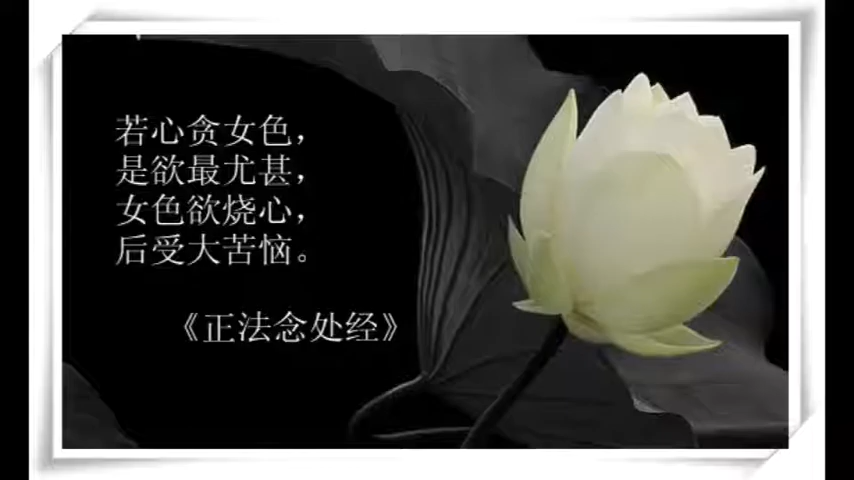 若心贪女色，
是欲最尤甚，
女色欲烧心，
后受大苦恼。
《正法念处经》